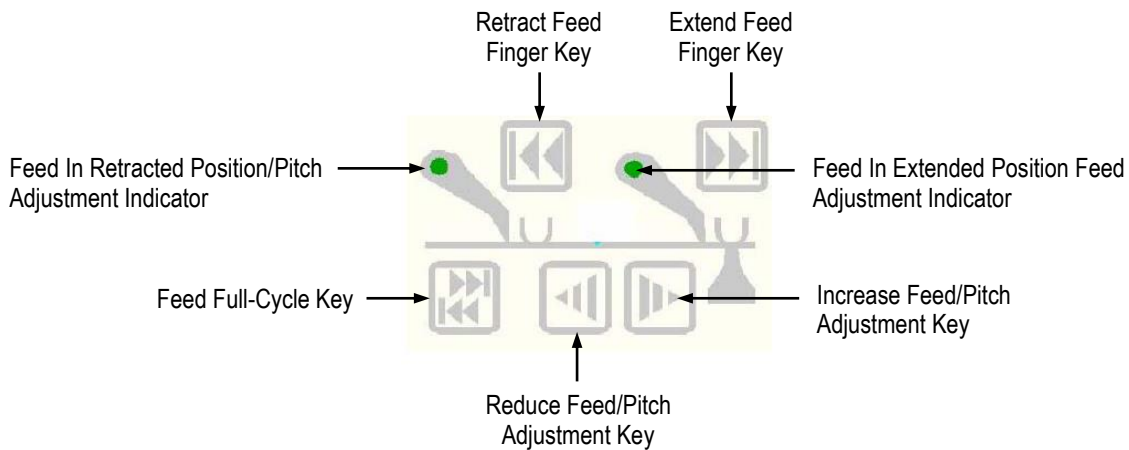 Retract Feed
Finger Key
Extend Feed
Finger Key
Feed In Retracted Position/Pitch
Adjustment Indicator
Feed In Extended Position Feed
Adjustment Indicator
Feed Full-Cycle Key
Increase Feed/Pitch
Adjustment Key
Reduce Feed/Pitch
Adjustment Key